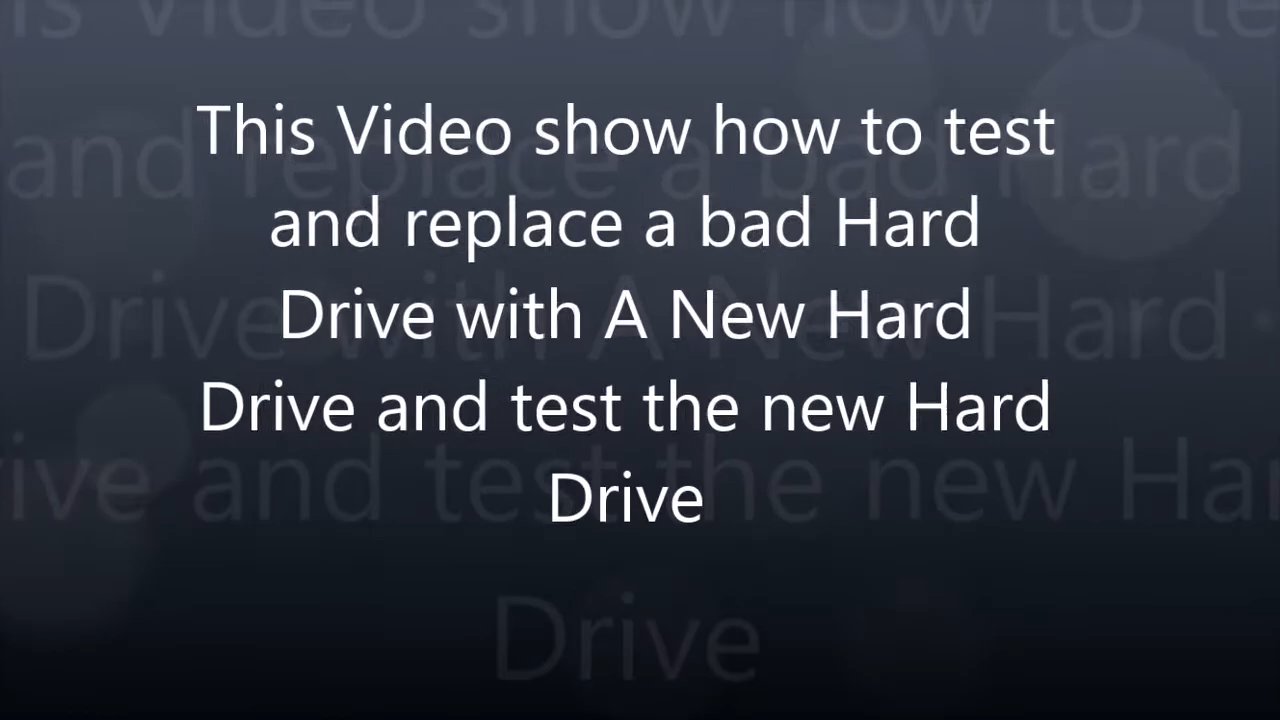 This Video show how to test
and replace a bad Hard
Drive with A New Hard
Drive and test the new Hard
Drive